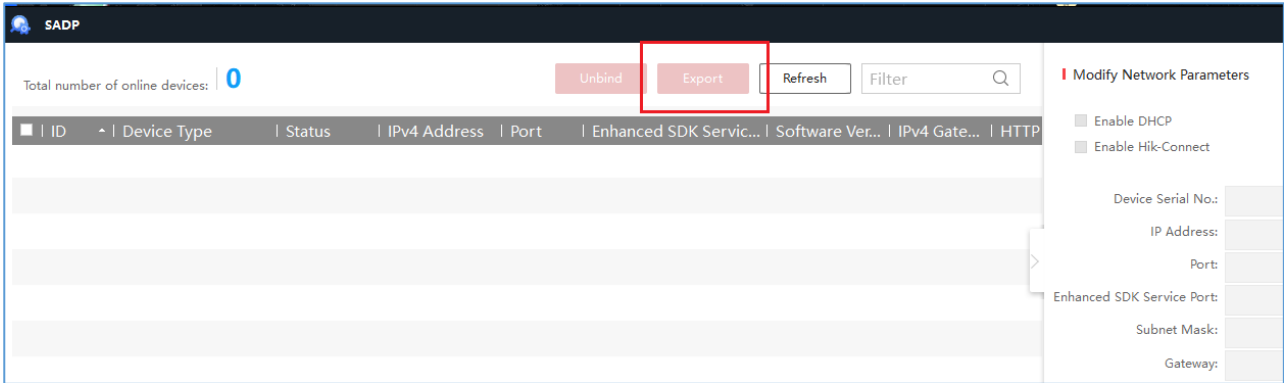 SADP
Total number of online devices: 0
Unbind
Export
Refresh
Filter
ID
Device Type
Status
IPv4 Address
Port
Enhanced SDK Servic...
Software Ver...
IPv4 Gate...
HTTP
Modify Network Parameters
Enable DHCP
Enable Hik-Connect
Device Serial No.:
IP Address:
Port:
Enhanced SDK Service Port:
Subnet Mask:
Gateway: